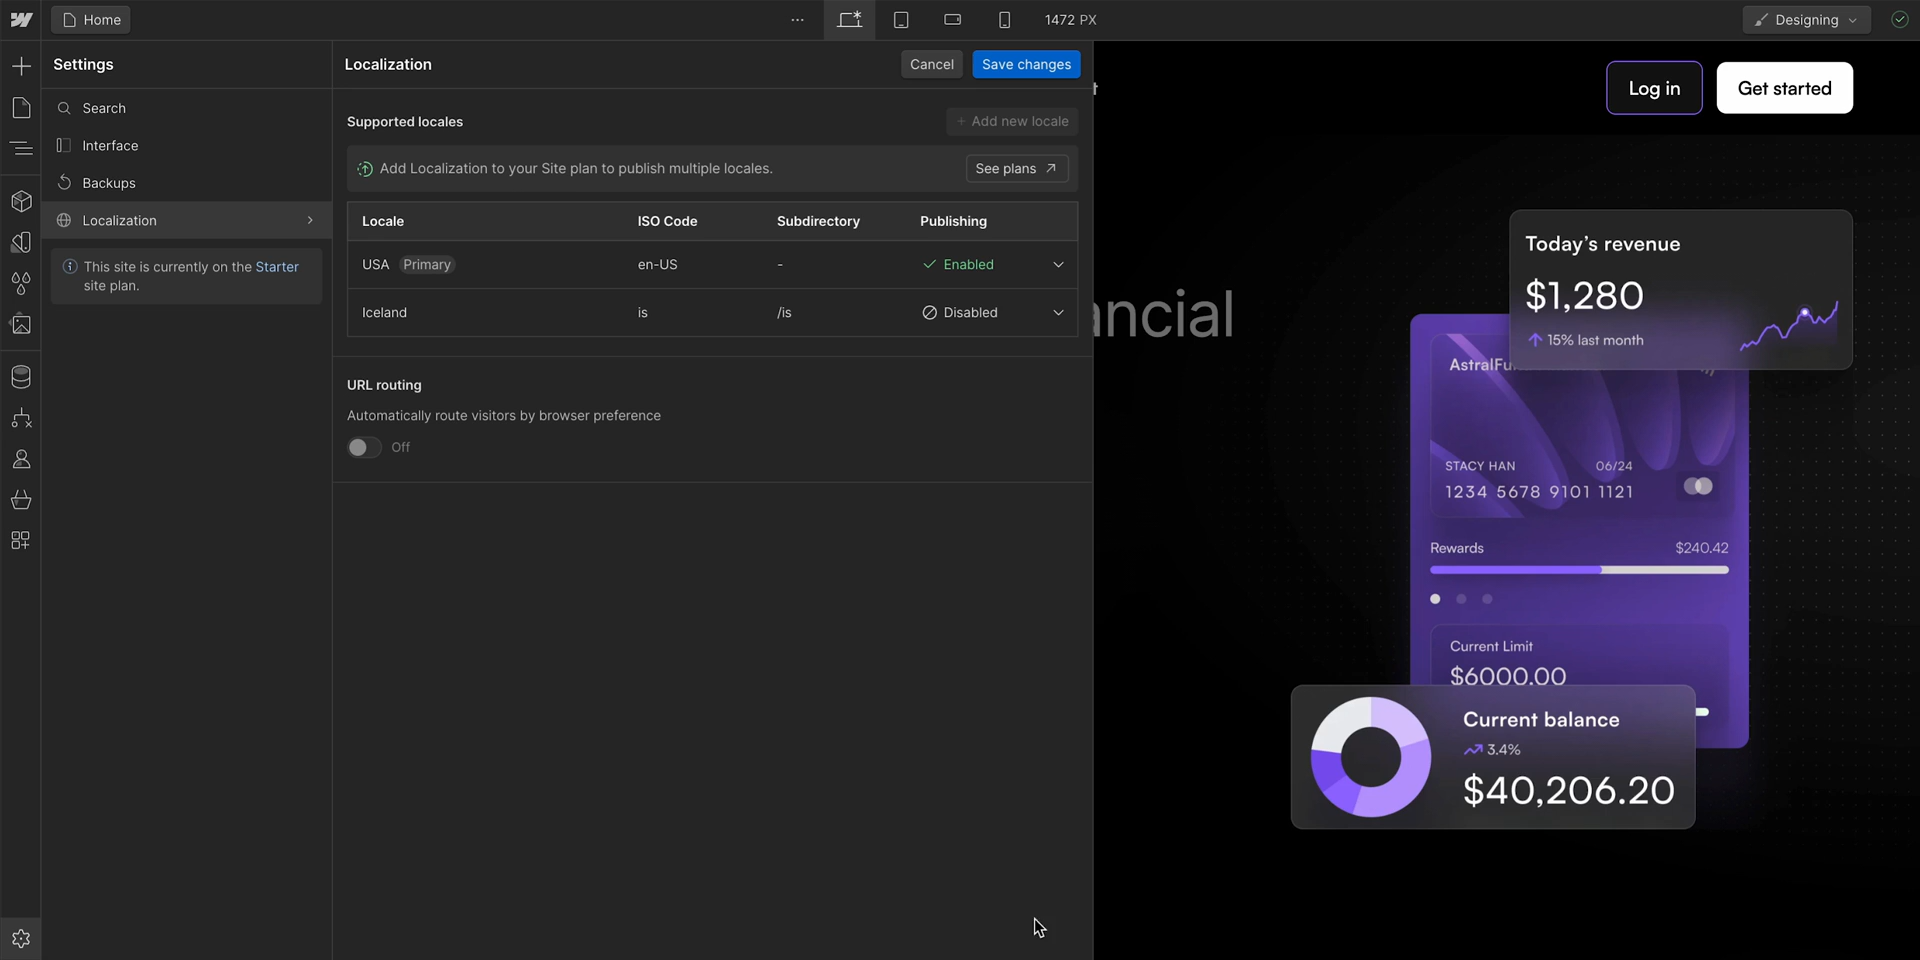 Home
1472 PX
Designing
Settings
Search
Interface
Backups
Localization
This site is currently on the Starter
site plan.
Localization
Cancel
Save changes
Supported locales
+ Add new locale
Add Localization to your Site plan to publish multiple locales.
See plans
Locale ISO Code Subdirectory Publishing
USA Primary en-US - Enabled
Iceland is /is Disabled
URL routing
Automatically route visitors by browser preference
Off
t
Log in
Get started
ancial
Today's revenue
$1,280
15% last month
AstralFu
STACY HAN 06/24
1234 5678 9101 1121
Rewards $240.42
Current Limit
$6000.00
Current balance
3.4%
$40,206.20